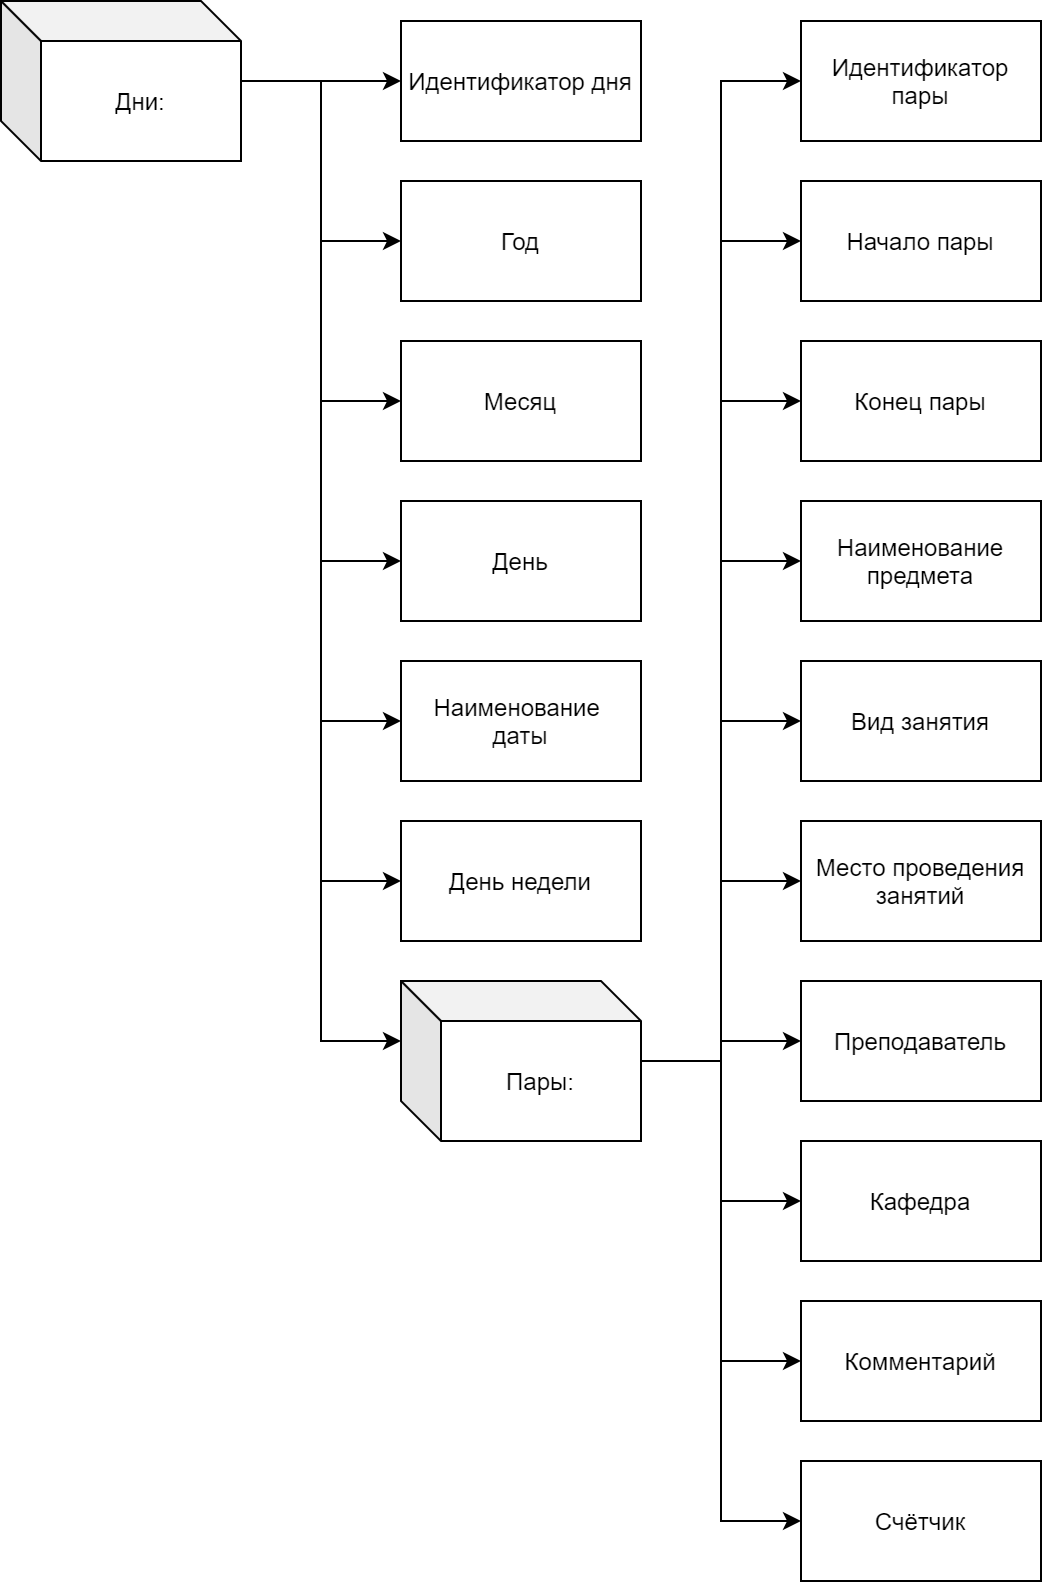 Дни:
Идентификатор дня
Год
Месяц
День
Наименование
даты
День недели
Пары:
Идентификатор
пары
Начало пары
Конец пары
Наименование
предмета
Вид занятия
Место проведения
занятий
Преподаватель
Кафедра
Комментарий
Счётчик